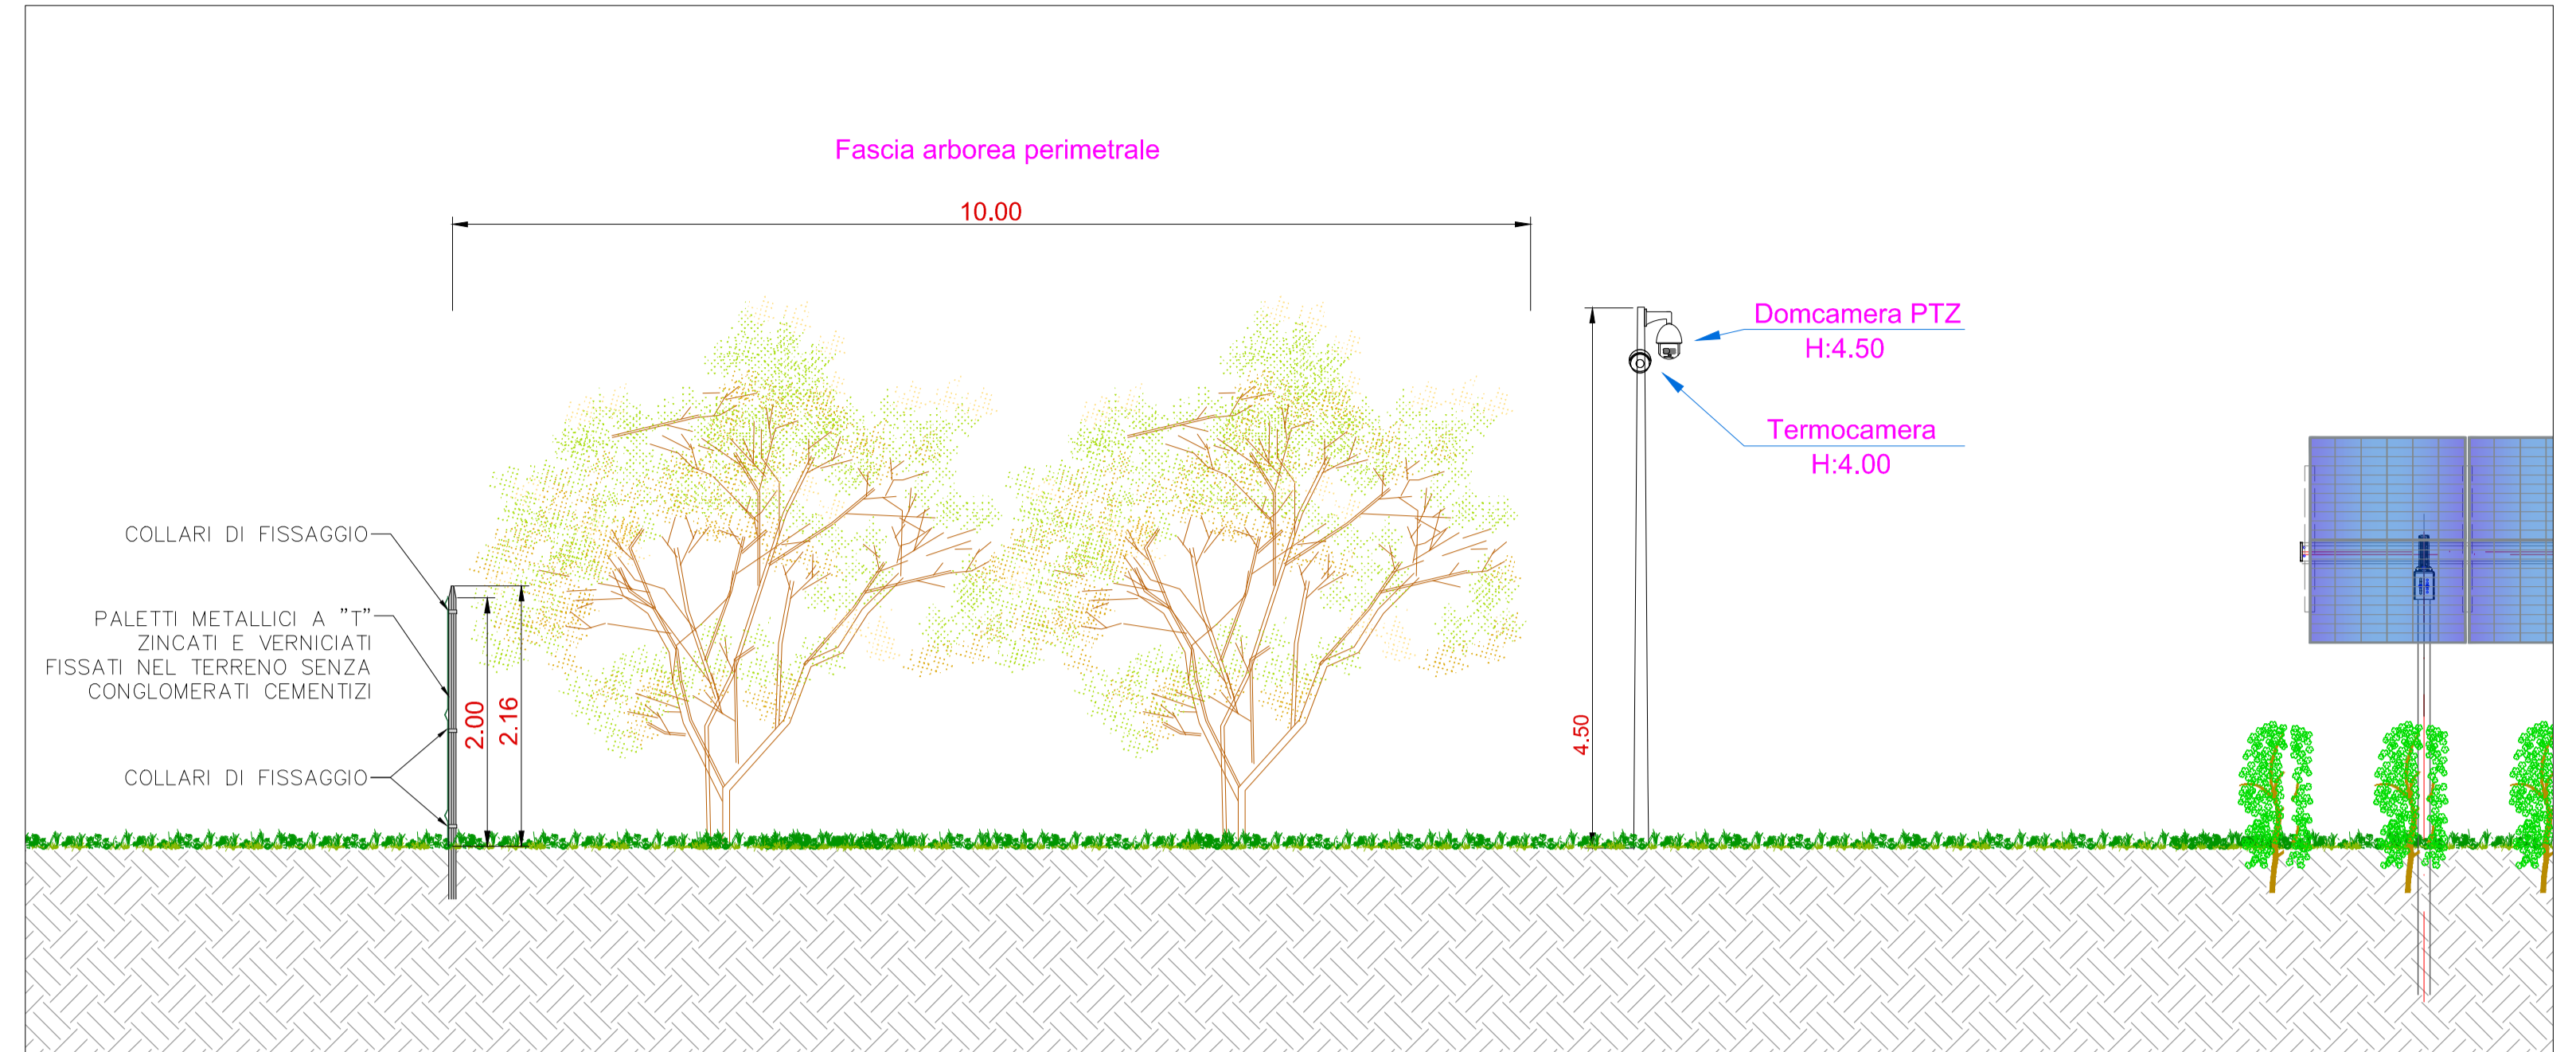 Fascia arborea perimetrale
10.00
Domcamera PTZ
H:4.50
Termocamera
H:4.00
COLLARI DI FISSAGGIO
PALETTI METALLICI A "T"
ZINCATI E VERNICIATI
FISSATI NEL TERRENO SENZA
CONGLOMERATI CEMENTIZI
COLLARI DI FISSAGGIO
2.00
2.16
4.50